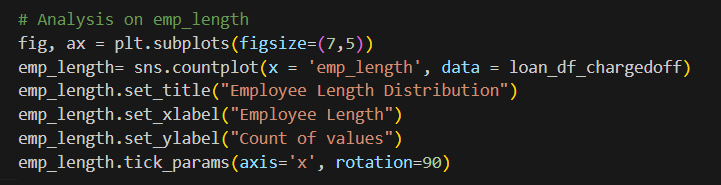 # Analysis on emp_length
fig, ax = plt.subplots(figsize=(7,5))
emp_length= sns.countplot(x = 'emp_length', data = loan_df_chargedoff)
emp_length.set_title("Employee Length Distribution")
emp_length.set_xlabel("Employee Length")
emp_length.set_ylabel("Count of values")
emp_length.tick_params(axis='x', rotation=90)